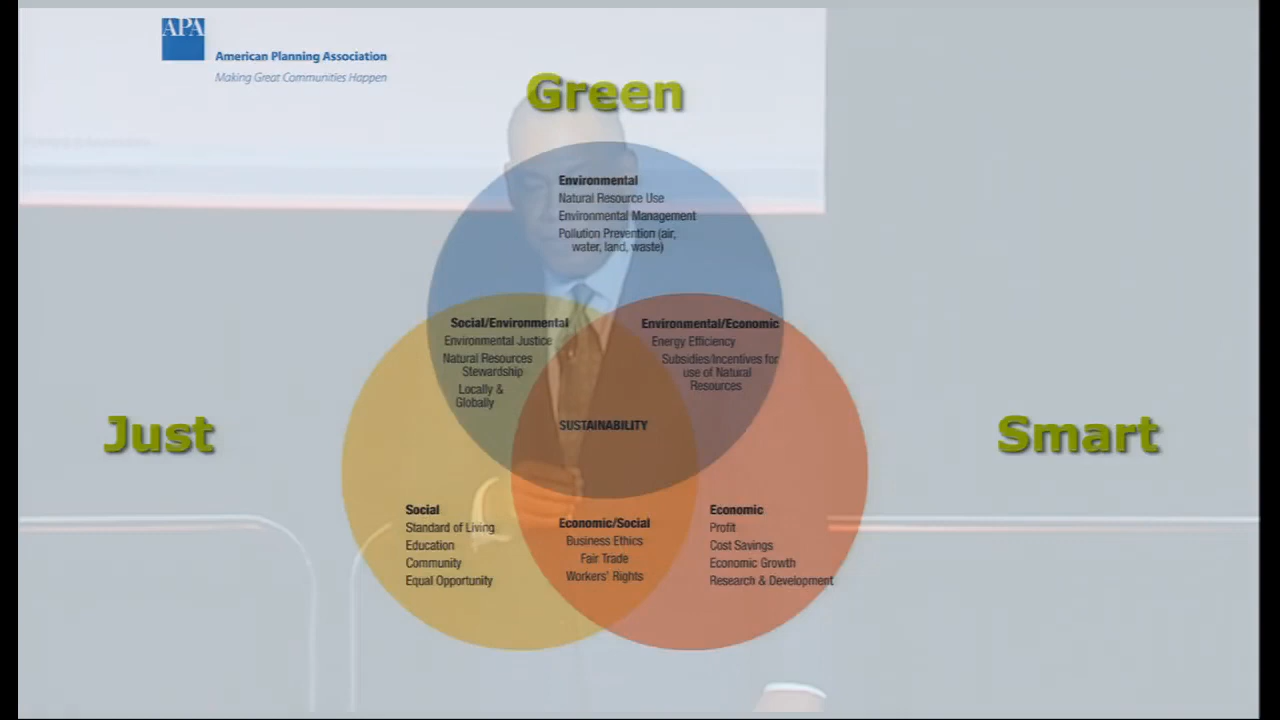 APA
American Planning Association
Making Great Communities Happen
Green
Environmental
Natural Resource Use
Environmental Management
Pollution Prevention (air,
water, land, waste)
Social/Environmental
Environmental Justice
Natural Resources
Stewardship
Locally &
Globally
Environmental/Economic
Energy Efficiency
Subsidies/Incentives for
use of Natural
Resources
Just
SUSTAINABILITY
Smart
Social
Standard of Living
Education
Community
Equal Opportunity
Economic/Social
Business Ethics
Fair Trade
Workers' Rights
Economic
Profit
Cost Savings
Economic Growth
Research & Development